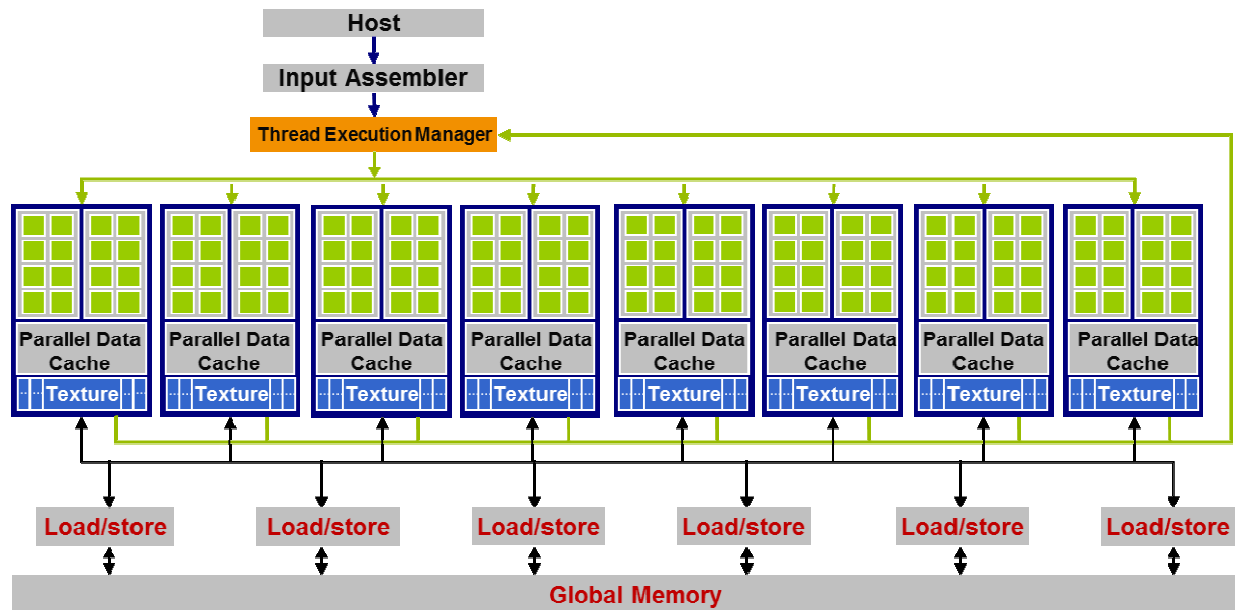 Host
Input Assembler
Thread Execution Manager
Parallel Data
Cache
Texture
Parallel Data
Cache
Texture
Parallel Data
Cache
Texture
Parallel Data
Cache
Texture
Parallel Data
Cache
Texture
Parallel Data
Cache
Texture
Parallel Data
Cache
Texture
Parallel Data
Cache
Texture
Load/store
Load/store
Load/store
Load/store
Load/store
Load/store
Global Memory